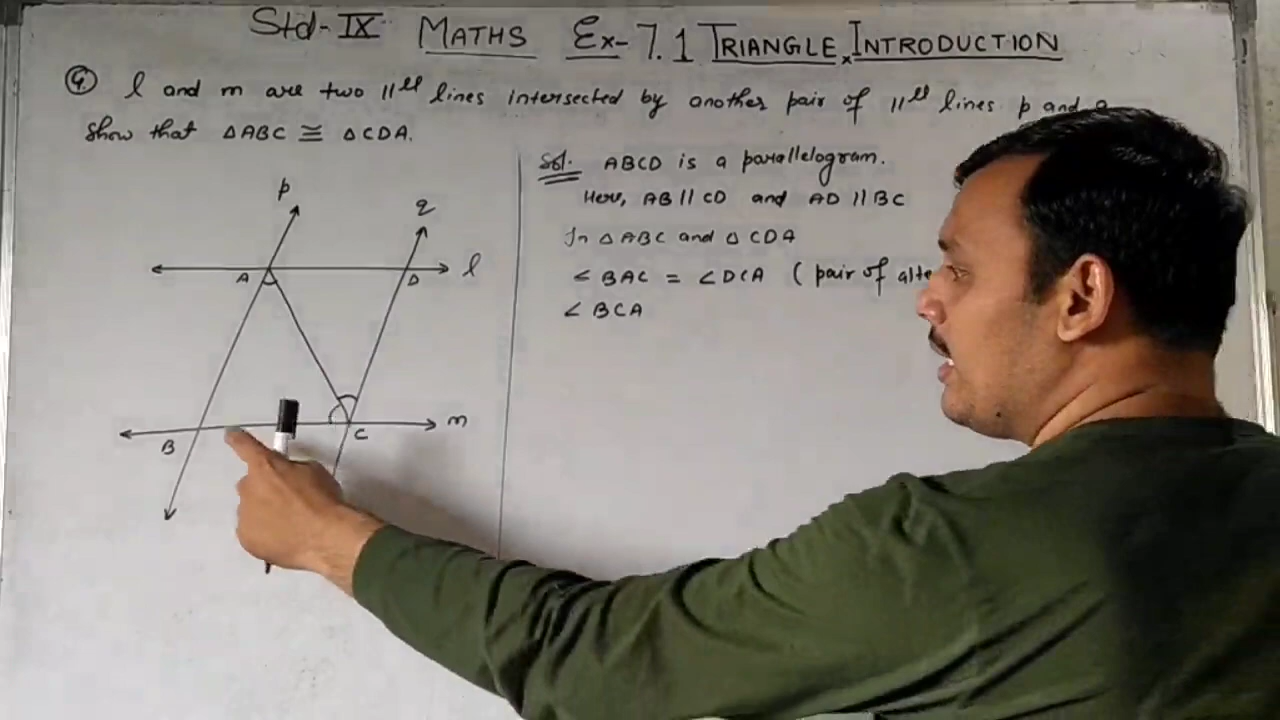 Std-IX MATHS Ex-7.1 TRIANGLE INTRODUCTION
4. l and m are two ||el lines intersected by another pair of ||el lines p and
show that △ABC ≅ △CDA.
Sol. ABCD is a parallelogram.
Here, AB || CD and AD || BC
In △ABC and △CDA
∠BAC = ∠DCA (pair of
∠BCA
p
q
A
D
l
B
C
m